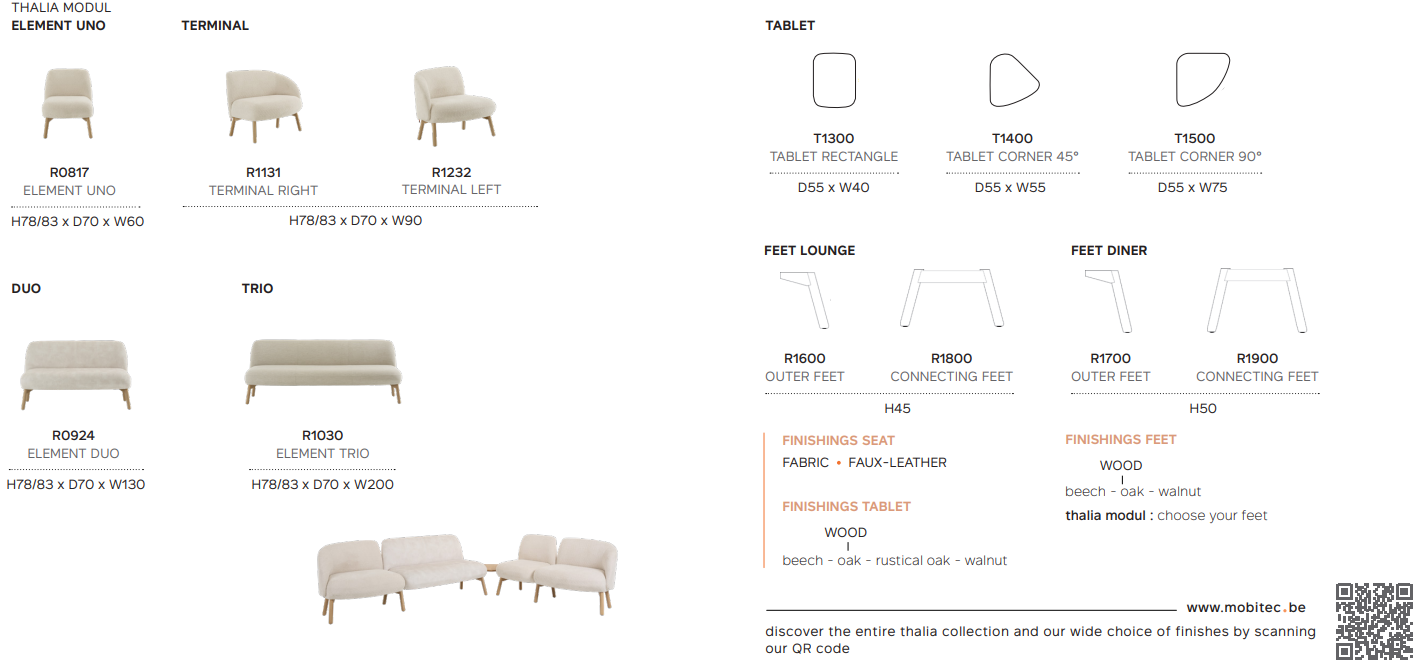 THALIA MODUL
ELEMENT UNO
TERMINAL
R0817
ELEMENT UNO
H78/83 x D70 x W60
R1131
TERMINAL RIGHT
R1232
TERMINAL LEFT
H78/83 x D70 x W90
DUO
TRIO
R0924
ELEMENT DUO
H78/83 x D70 x W130
R1030
ELEMENT TRIO
H78/83 x D70 x W200
TABLET
T1300
TABLET RECTANGLE
D55 x W40
T1400
TABLET CORNER 45°
D55 x W55
T1500
TABLET CORNER 90°
D55 x W75
FEET LOUNGE
R1600
OUTER FEET
R1800
CONNECTING FEET
H45
FEET DINER
R1700
OUTER FEET
R1900
CONNECTING FEET
H50
FINISHINGS SEAT
FABRIC • FAUX-LEATHER
FINISHINGS TABLET
WOOD
beech - oak - rustical oak - walnut
FINISHINGS FEET
WOOD
beech - oak - walnut
thalia modul : choose your feet
www.mobitec.be
discover the entire thalia collection and our wide choice of finishes by scanning
our QR code